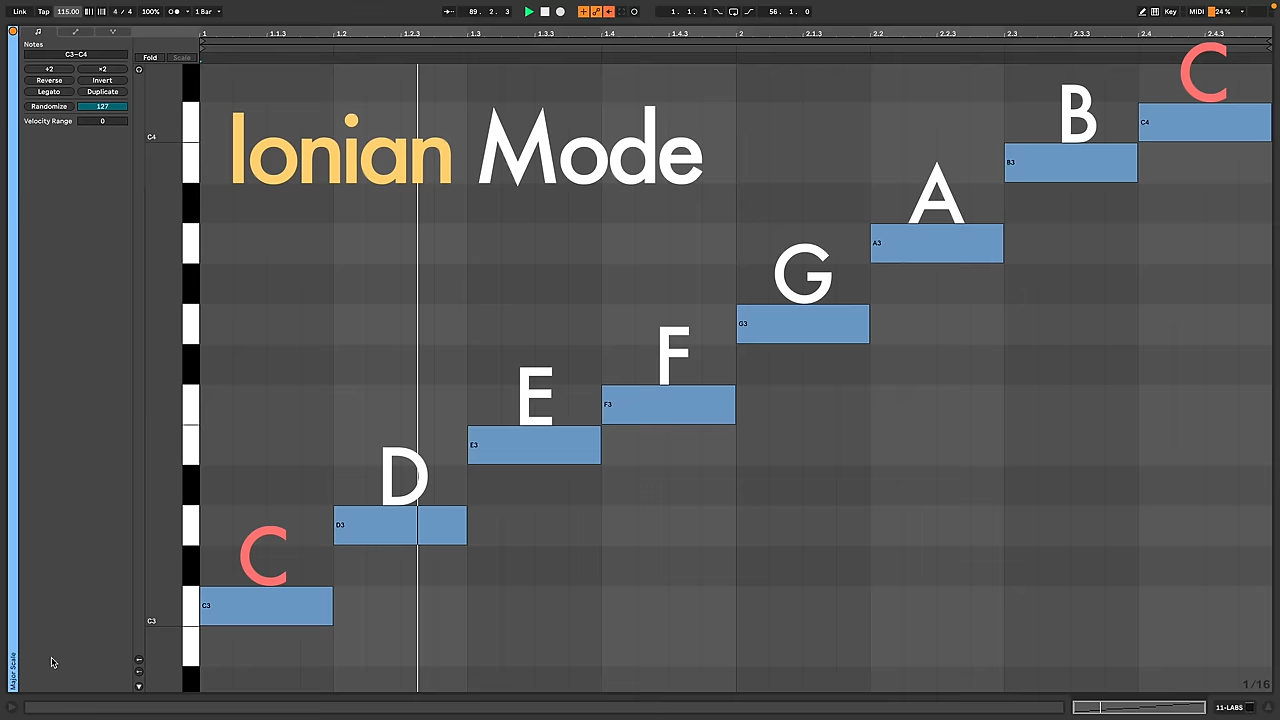 Link Tap 115.00 4 / 4 100% 1 Bar 89. 2. 3 1. 1. 1 56. 1. 0 Key MIDI 24 %
1 1.1.3 1.2 1.2.3 1.3 1.3.3 1.4 1.4.3 2 2.1.3 2.2 2.2.3 2.3 2.3.3 2.4 2.4.3
Notes
C3–C4
÷2 ×2
Reverse Invert
Legato Duplicate
Randomize 127
Velocity Range 0
Fold Scale
C4
C3
Ionian Mode
C
C4
B
B3
A
A3
G
G3
F
F3
E
E3
D
D3
C
C3
Major Scale
1/16
11-LABS